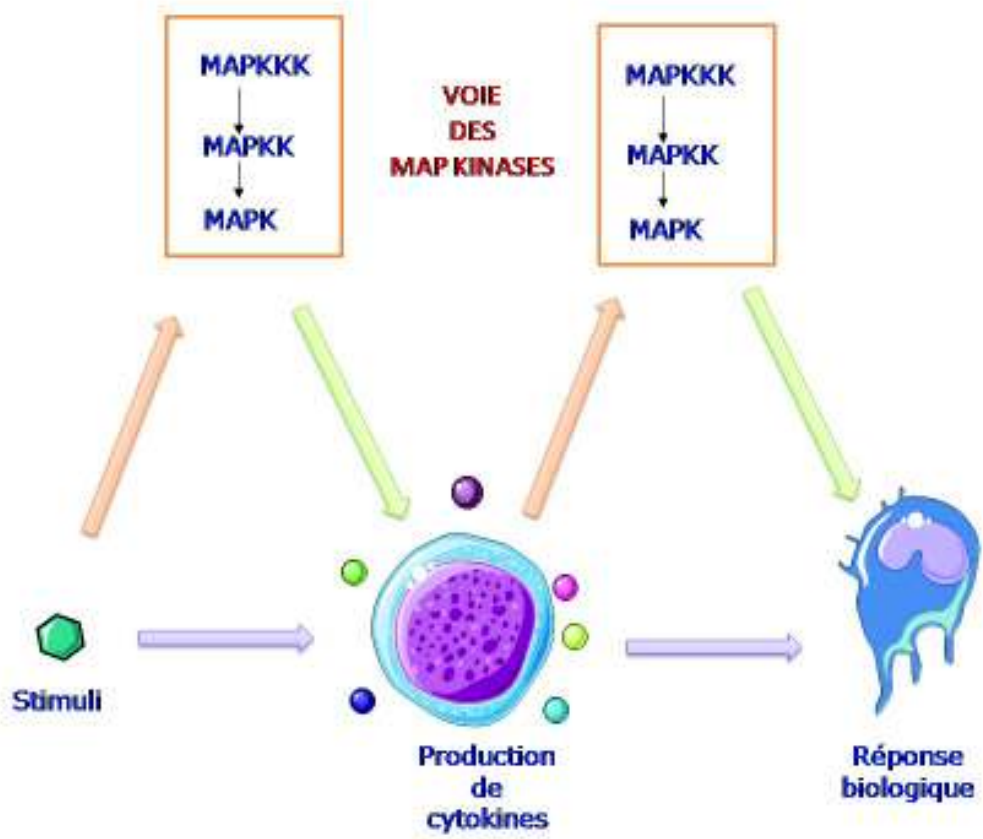 MAPKKK
MAPKK
MAPK
VOIE
DES
MAP KINASES
MAPKKK
MAPKK
MAPK
Stimuli
Production
de
cytokines
Réponse
biologique